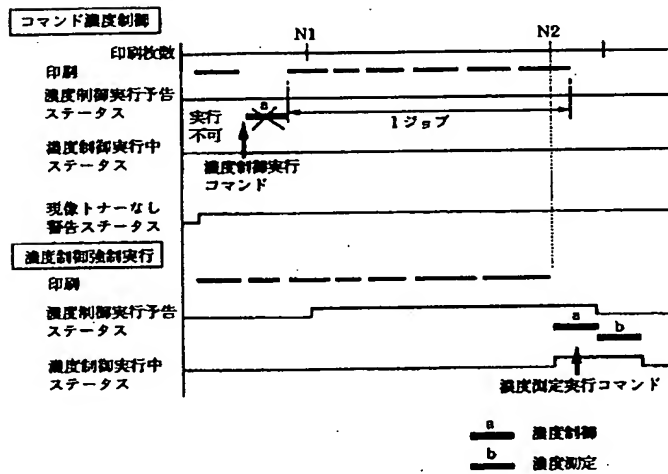 コマンド濃度制御
N1
N2
印刷枚数
印刷
濃度制御実行予告
ステータス
a
実行
不可
1ジョブ
濃度制御実行中
ステータス
濃度制御実行
コマンド
現像トナーなし
警告ステータス
濃度制御強制実行
印刷
濃度制御実行予告
ステータス
a
b
濃度制御実行中
ステータス
濃度測定実行コマンド
a
濃度制御
b
濃度測定